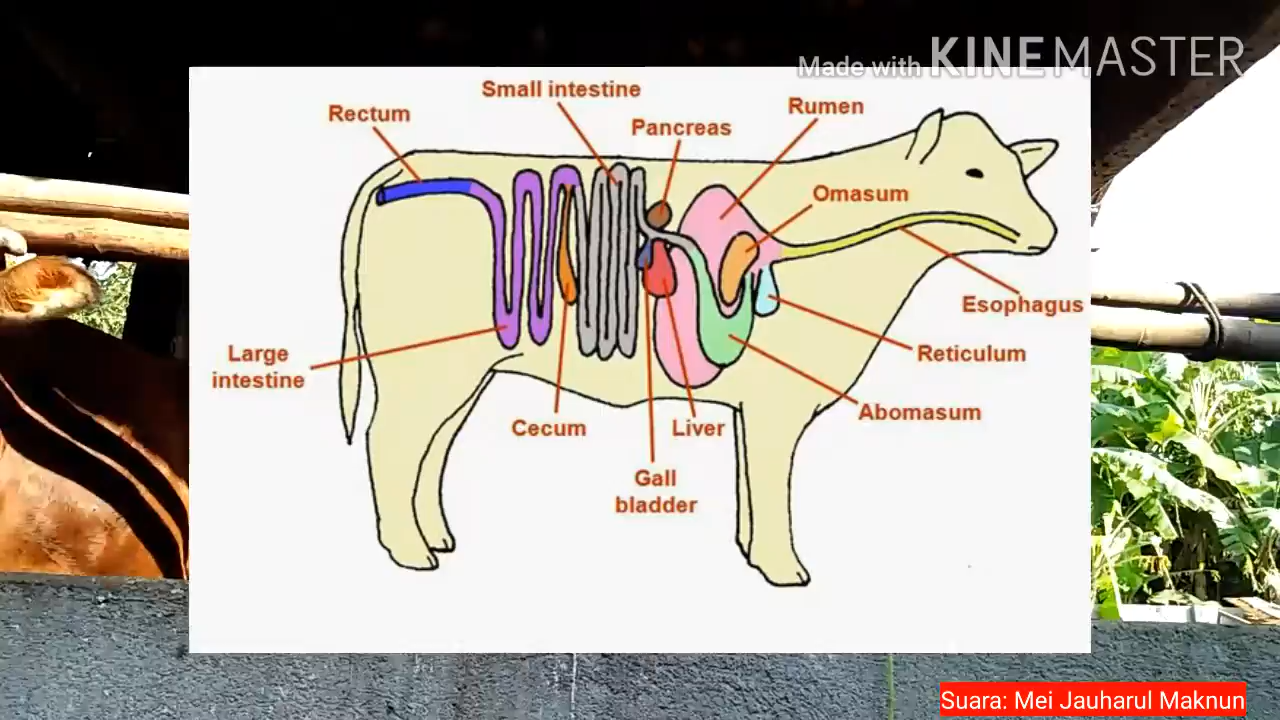 Made with KINEMASTER
Small intestine
Rectum
Pancreas
Rumen
Omasum
Esophagus
Large
intestine
Reticulum
Abomasum
Cecum
Liver
Gall
bladder
Suara: Mei Jauharul Maknun